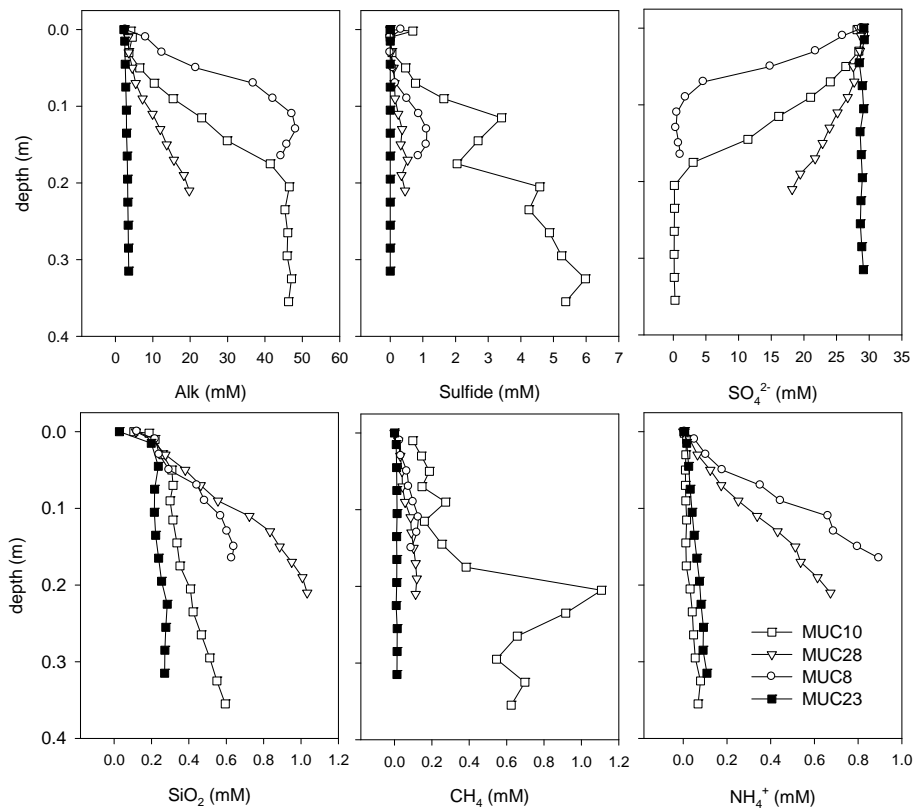 depth (m)
0.0
0.1
0.2
0.3
0.4
0 10 20 30 40 50 60
Alk (mM)
0 1 2 3 4 5 6 7
Sulfide (mM)
0 5 10 15 20 25 30 35
SO₄²⁻ (mM)
depth (m)
0.0
0.1
0.2
0.3
0.4
0.0 0.2 0.4 0.6 0.8 1.0 1.2
SiO₂ (mM)
0.0 0.2 0.4 0.6 0.8 1.0 1.2
CH₄ (mM)
MUC10
MUC28
MUC8
MUC23
0.0 0.2 0.4 0.6 0.8 1.0
NH₄⁺ (mM)